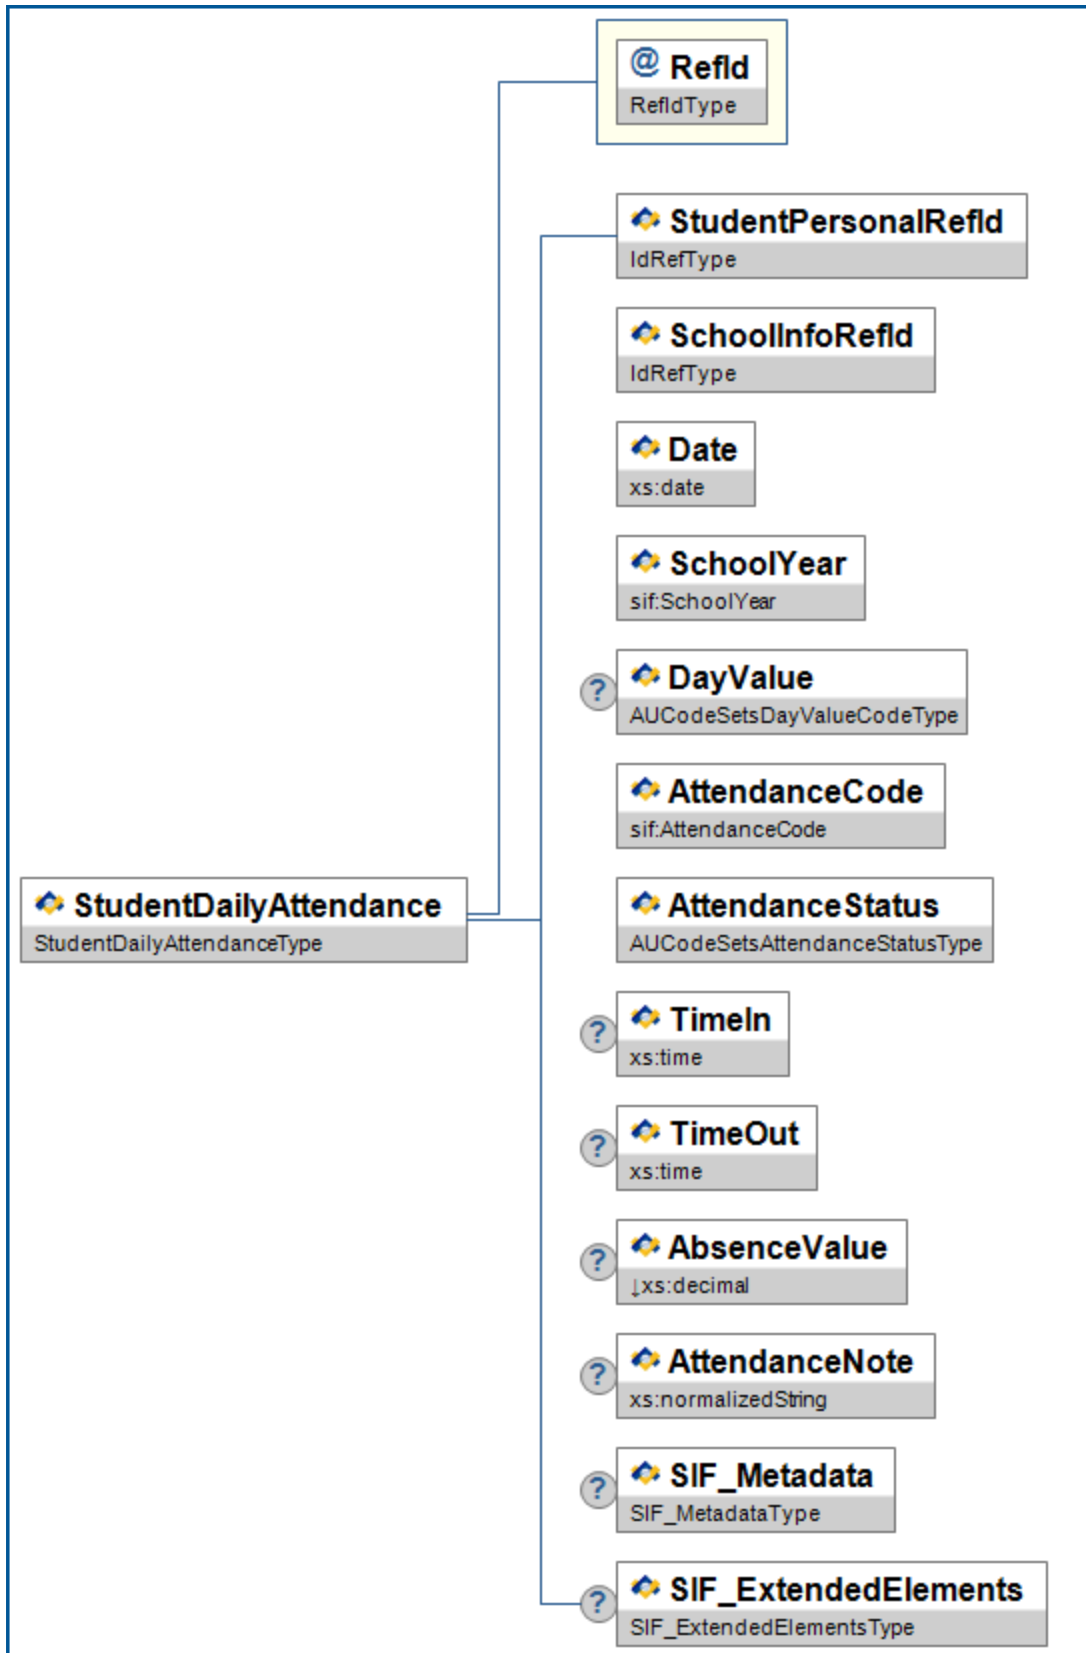 @ RefId
RefIdType
StudentPersonalRefId
IdRefType
SchoolInfoRefId
IdRefType
Date
xs:date
SchoolYear
sif:SchoolYear
? DayValue
AUCodeSetsDayValueCodeType
AttendanceCode
sif:AttendanceCode
StudentDailyAttendance
StudentDailyAttendanceType
AttendanceStatus
AUCodeSetsAttendanceStatusType
? TimeIn
xs:time
? TimeOut
xs:time
? AbsenceValue
↓xs:decimal
? AttendanceNote
xs:normalizedString
? SIF_Metadata
SIF_MetadataType
? SIF_ExtendedElements
SIF_ExtendedElementsType